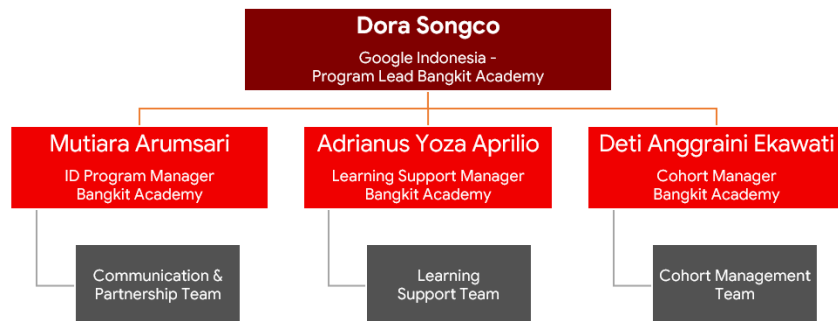 Dora Songco
Google Indonesia -
Program Lead Bangkit Academy
Mutiara Arumsari
ID Program Manager
Bangkit Academy
Adrianus Yoza Aprilio
Learning Support Manager
Bangkit Academy
Deti Anggraini Ekawati
Cohort Manager
Bangkit Academy
Communication &
Partnership Team
Learning
Support Team
Cohort Management
Team